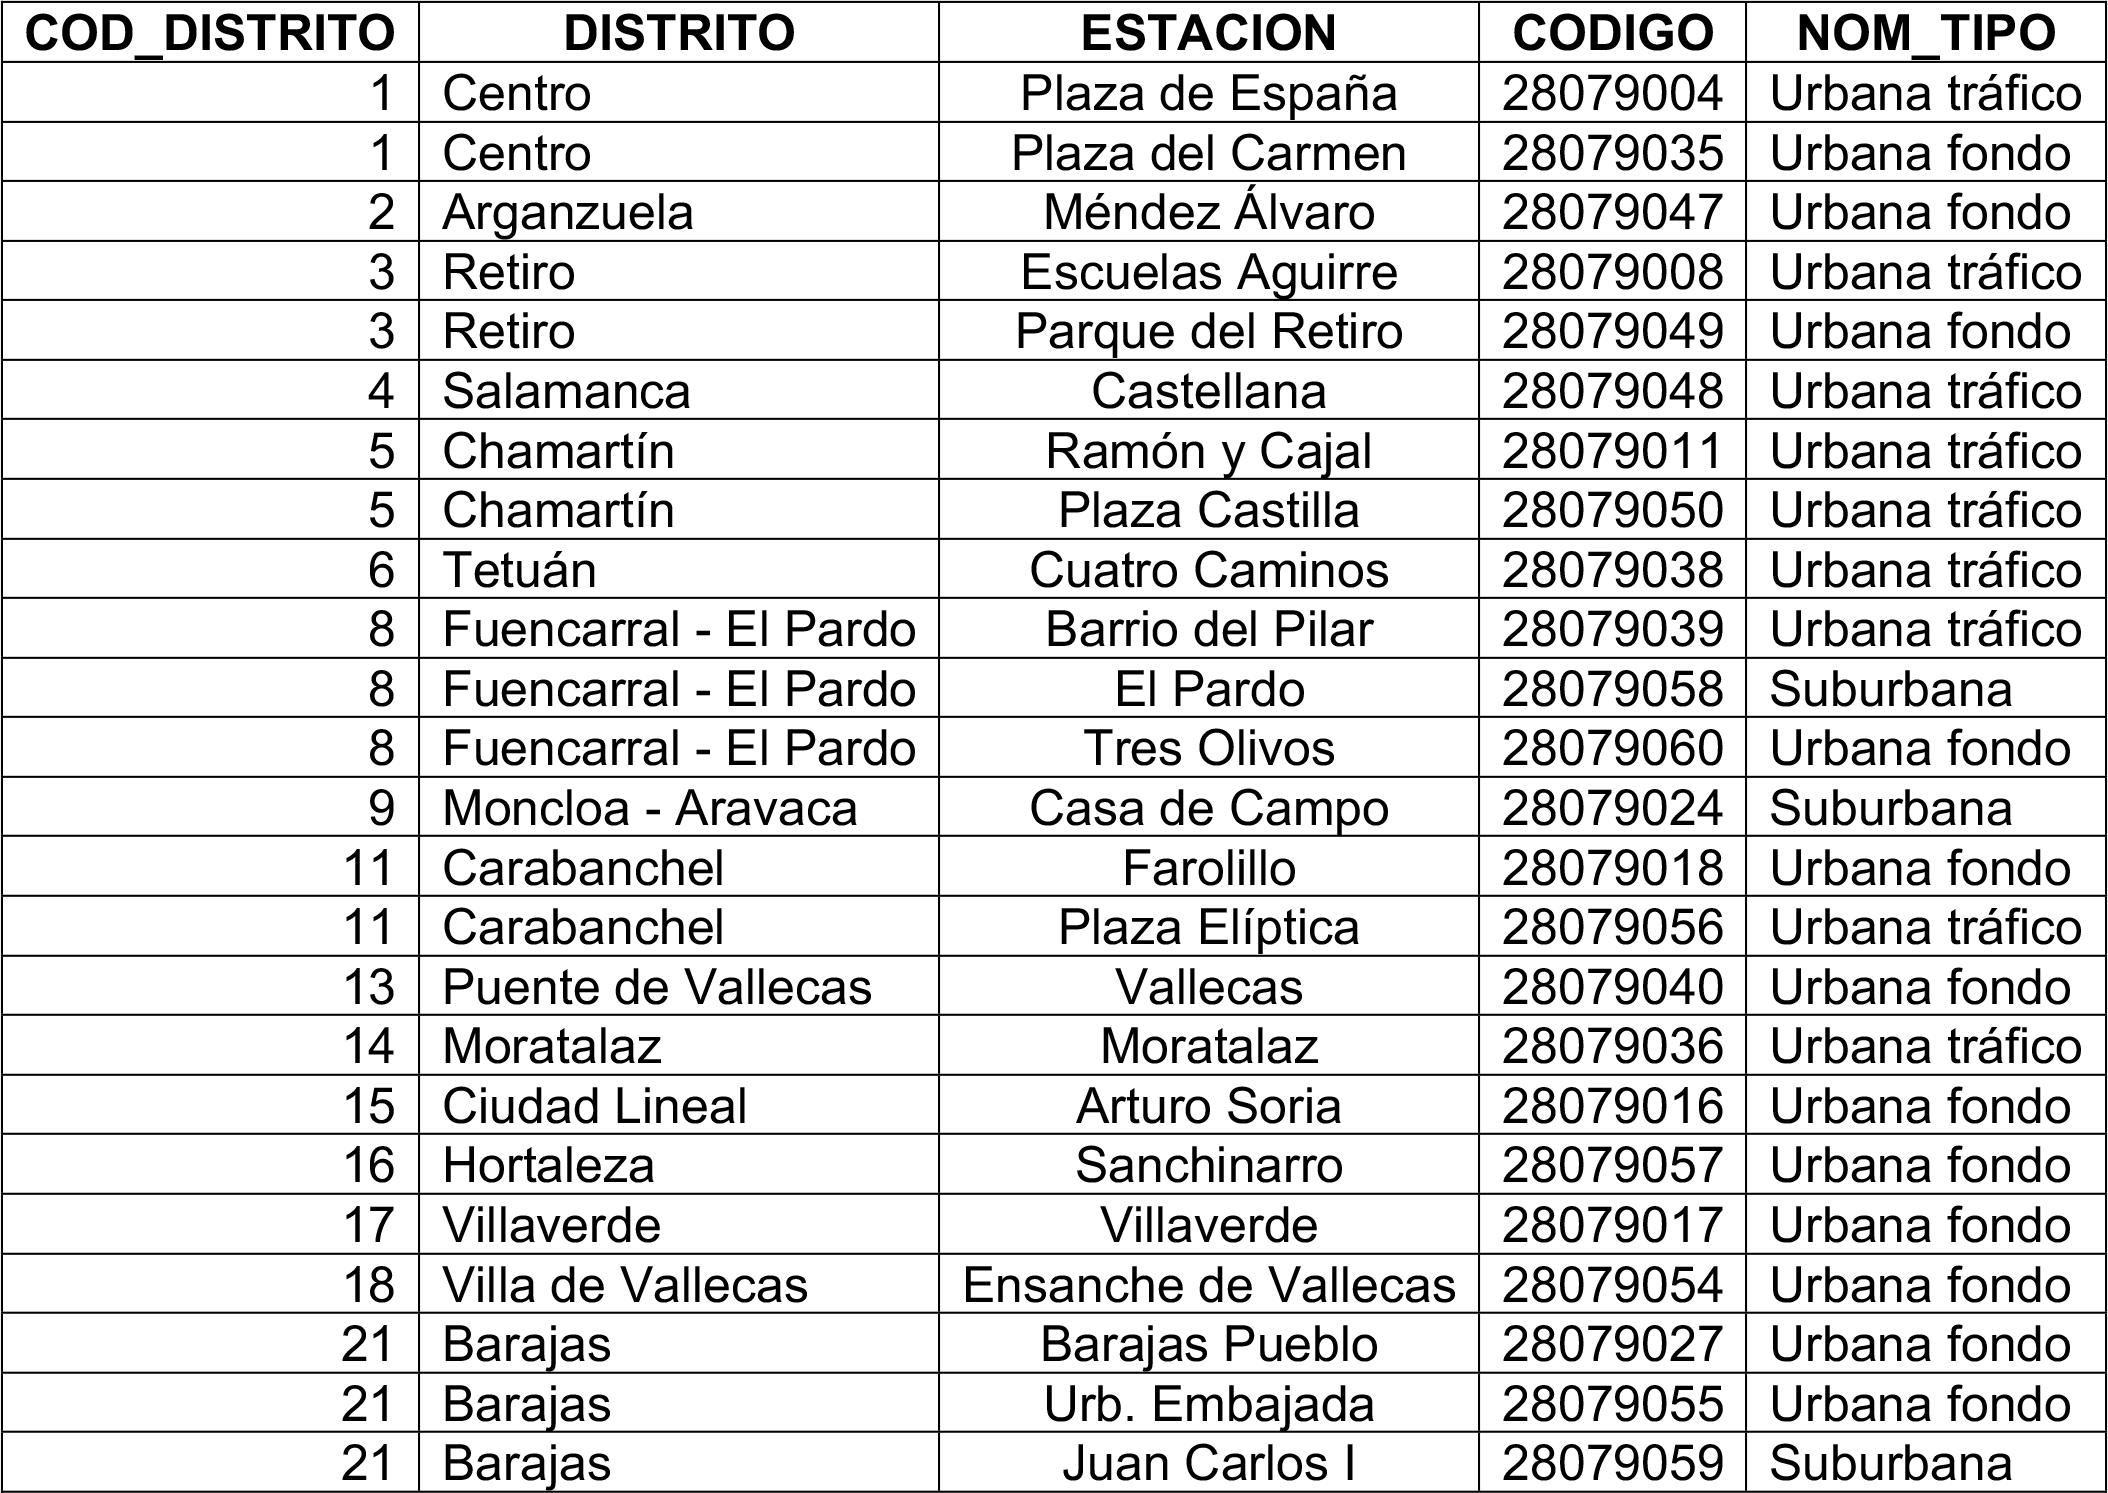 COD_DISTRITO DISTRITO ESTACION CODIGO NOM_TIPO
1 Centro Plaza de España 28079004 Urbana tráfico
1 Centro Plaza del Carmen 28079035 Urbana fondo
2 Arganzuela Méndez Álvaro 28079047 Urbana fondo
3 Retiro Escuelas Aguirre 28079008 Urbana tráfico
3 Retiro Parque del Retiro 28079049 Urbana fondo
4 Salamanca Castellana 28079048 Urbana tráfico
5 Chamartín Ramón y Cajal 28079011 Urbana tráfico
5 Chamartín Plaza Castilla 28079050 Urbana tráfico
6 Tetuán Cuatro Caminos 28079038 Urbana tráfico
8 Fuencarral - El Pardo Barrio del Pilar 28079039 Urbana tráfico
8 Fuencarral - El Pardo El Pardo 28079058 Suburbana
8 Fuencarral - El Pardo Tres Olivos 28079060 Urbana fondo
9 Moncloa - Aravaca Casa de Campo 28079024 Suburbana
11 Carabanchel Farolillo 28079018 Urbana fondo
11 Carabanchel Plaza Elíptica 28079056 Urbana tráfico
13 Puente de Vallecas Vallecas 28079040 Urbana fondo
14 Moratalaz Moratalaz 28079036 Urbana tráfico
15 Ciudad Lineal Arturo Soria 28079016 Urbana fondo
16 Hortaleza Sanchinarro 28079057 Urbana fondo
17 Villaverde Villaverde 28079017 Urbana fondo
18 Villa de Vallecas Ensanche de Vallecas 28079054 Urbana fondo
21 Barajas Barajas Pueblo 28079027 Urbana fondo
21 Barajas Urb. Embajada 28079055 Urbana fondo
21 Barajas Juan Carlos I 28079059 Suburbana